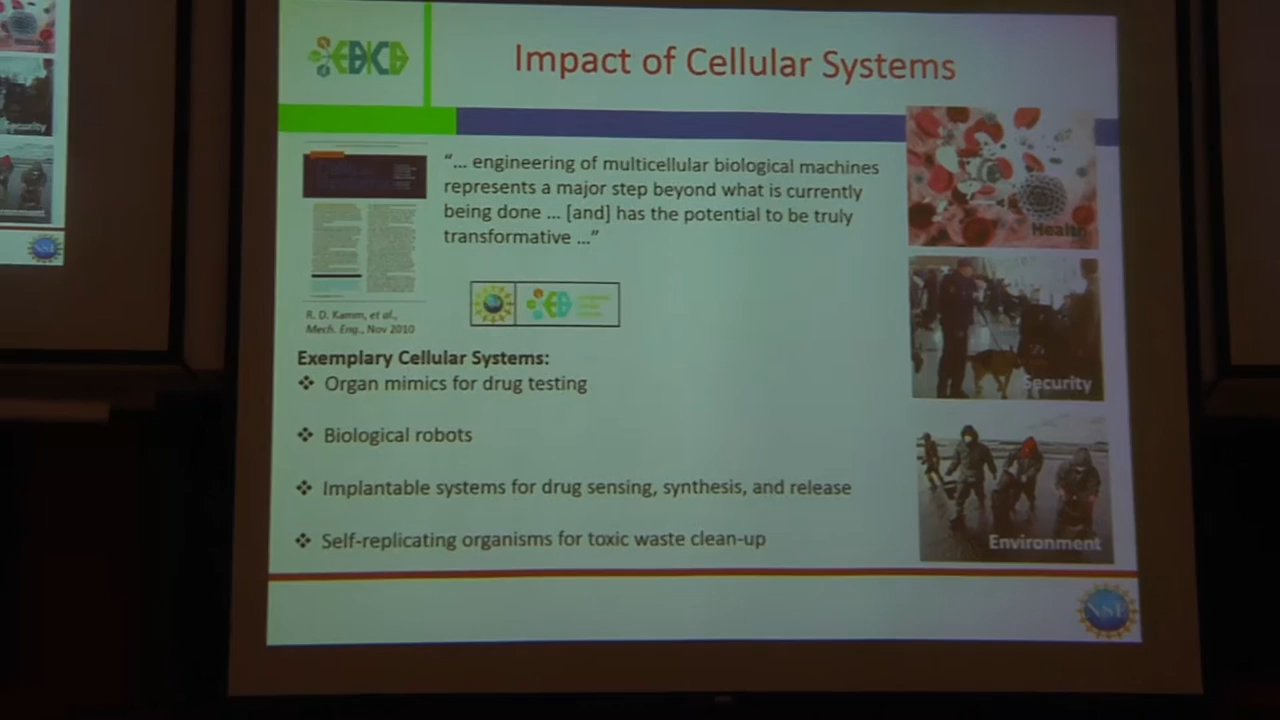 EBICS
Impact of Cellular Systems
“... engineering of multicellular biological machines
represents a major step beyond what is currently
being done ... [and] has the potential to be truly
transformative ...”
R. D. Kamm, et al.,
Mech. Eng., Nov 2010
Exemplary Cellular Systems:
❖ Organ mimics for drug testing
❖ Biological robots
❖ Implantable systems for drug sensing, synthesis, and release
❖ Self-replicating organisms for toxic waste clean-up
Health
Security
Environment
NSF
Security